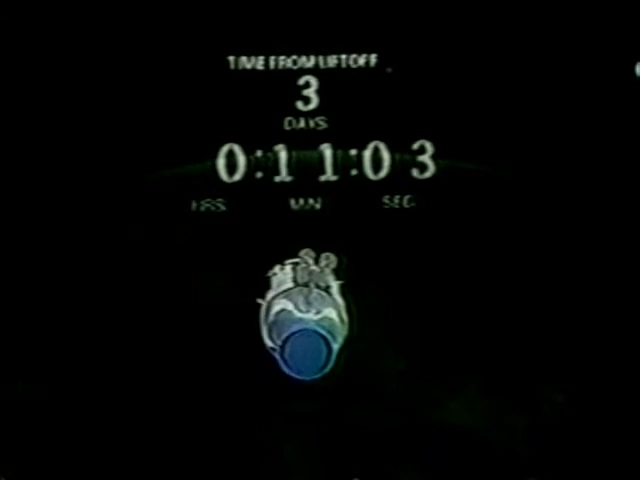 TIME FROM LIFTOFF
3
DAYS
0:11:03
HRS MIN SEC